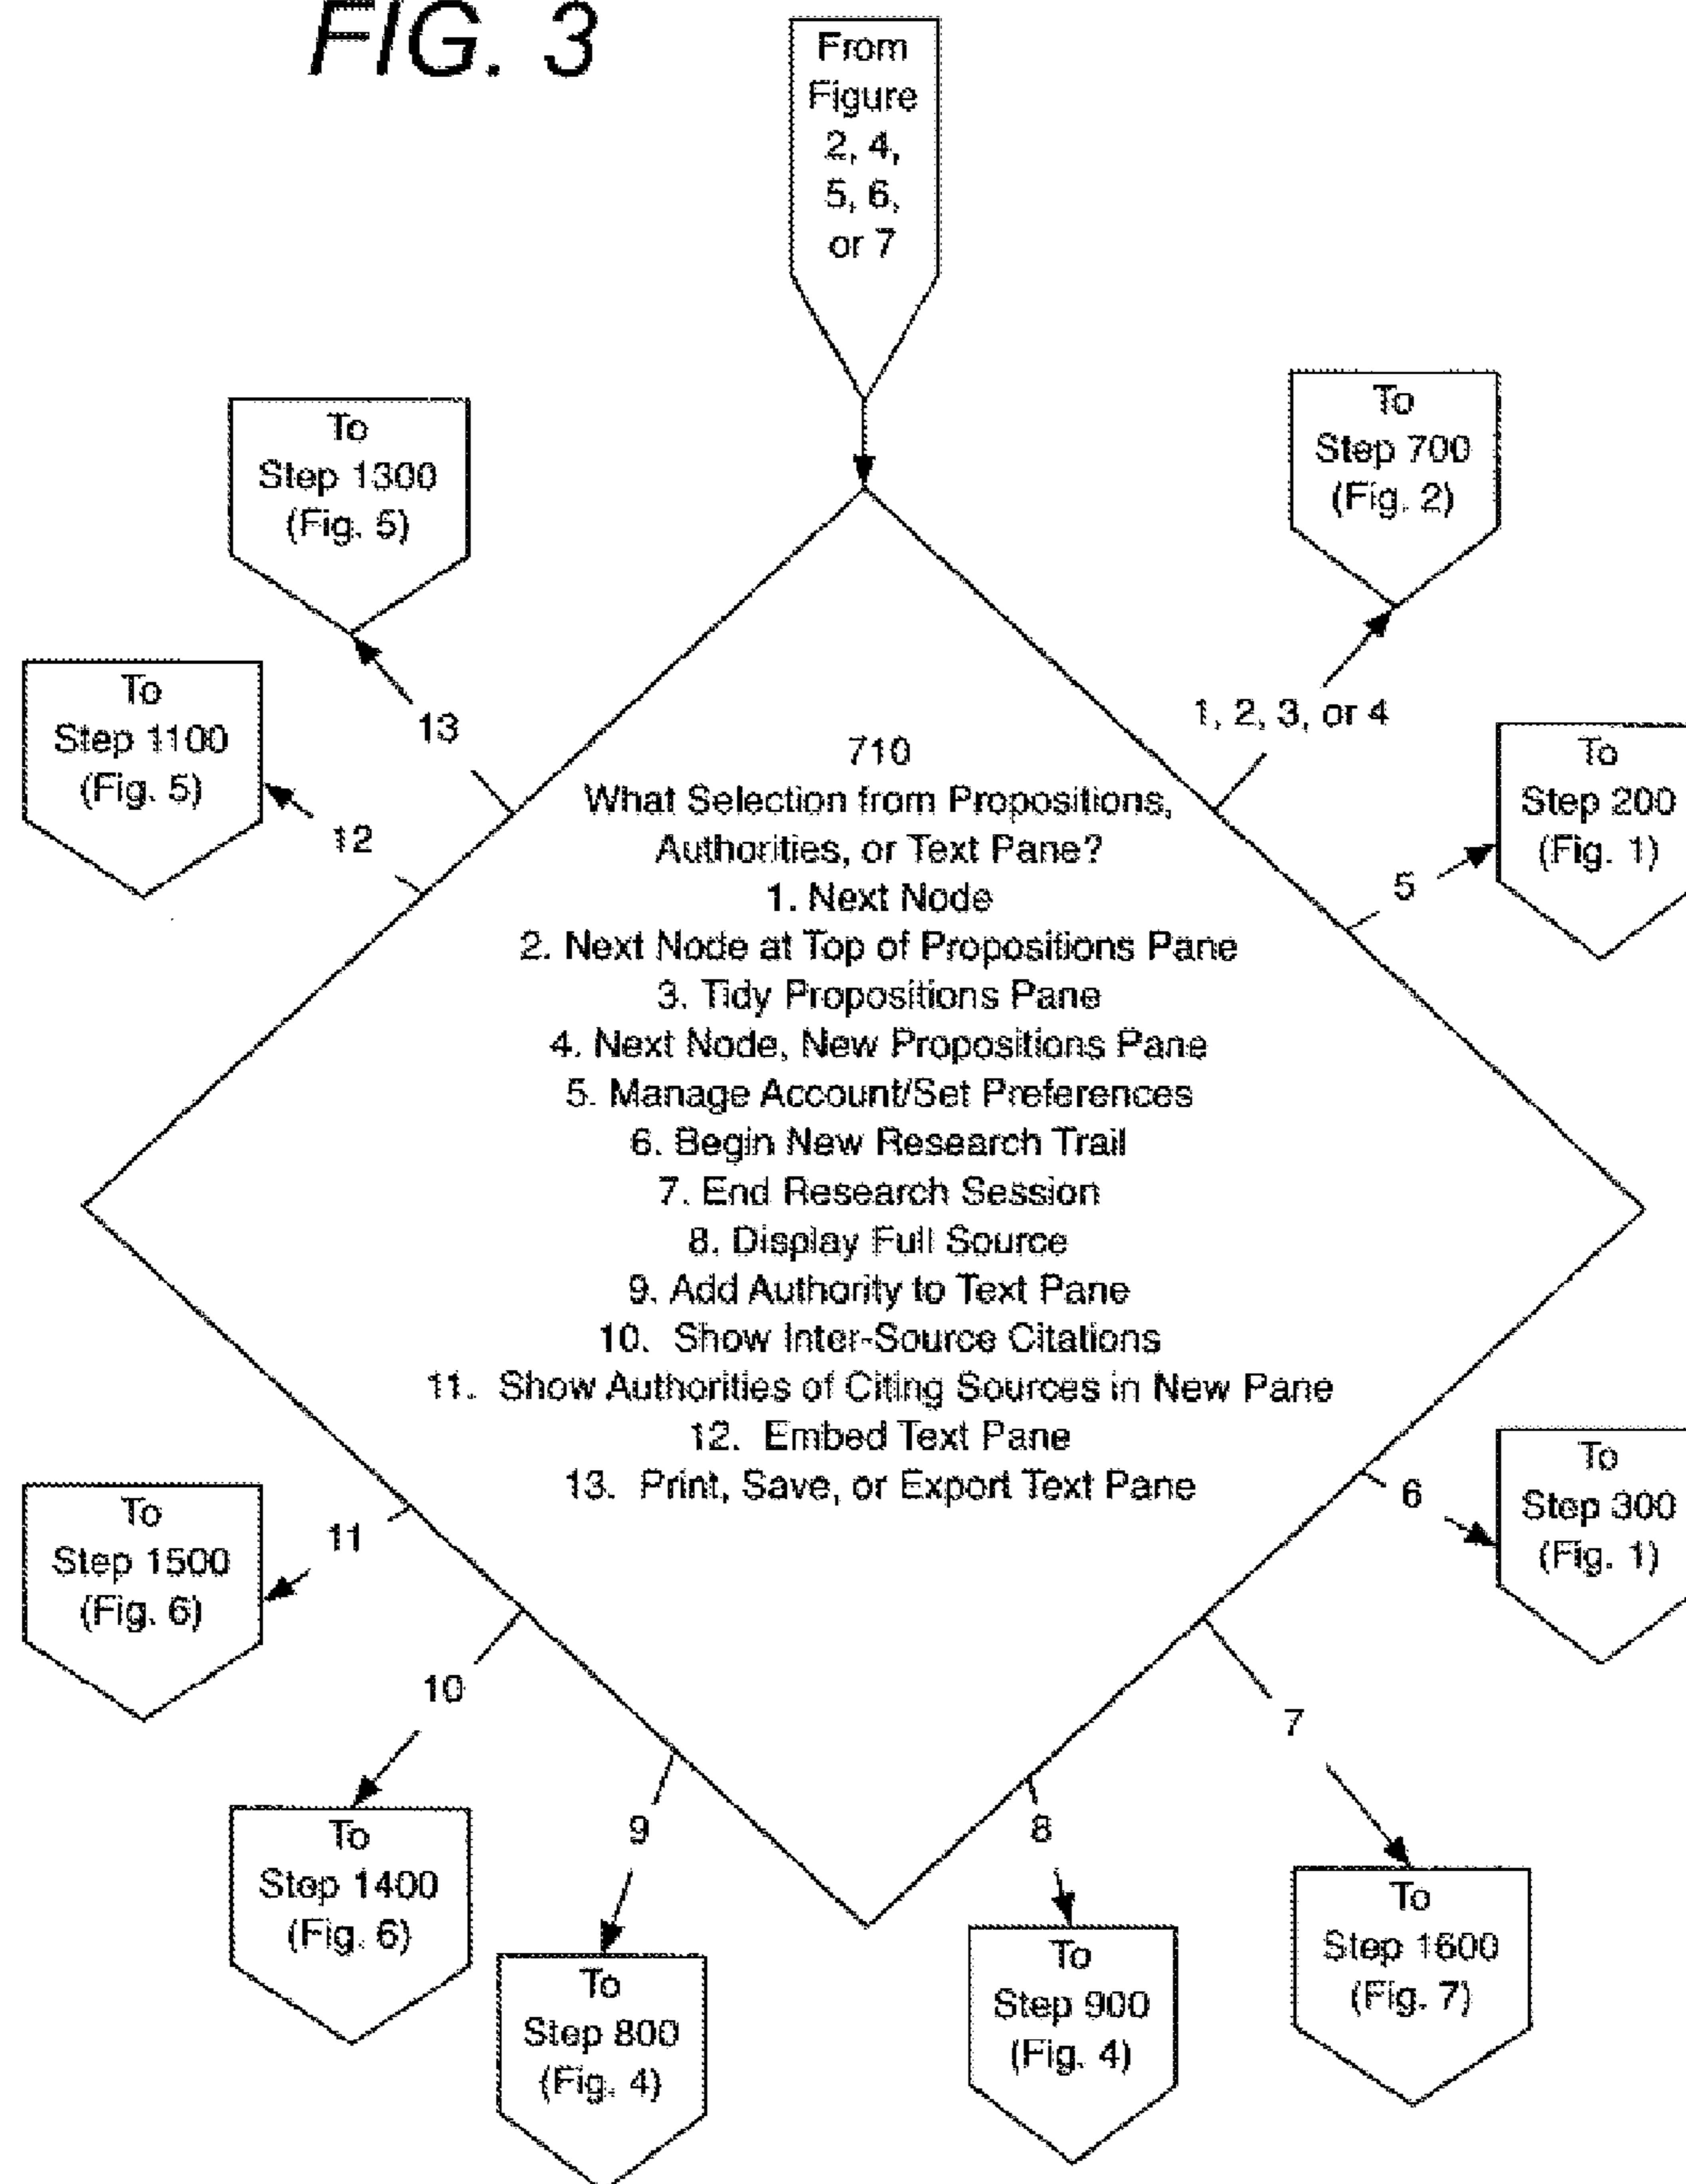 FIG. 3
From
Figure
2, 4,
5, 6,
or 7
To
Step 1300
(Fig. 5)
To
Step 700
(Fig. 2)
To
Step 1100
(Fig. 5)
13
1, 2, 3, or 4
To
Step 200
(Fig. 1)
12
5
710
What Selection from Propositions,
Authorities, or Text Pane?
1. Next Node
2. Next Node at Top of Propositions Pane
3. Tidy Propositions Pane
4. Next Node, New Propositions Pane
5. Manage Account/Set Preferences
6. Begin New Research Trail
7. End Research Session
8. Display Full Source
9. Add Authority to Text Pane
10. Show Inter-Source Citations
11. Show Authorities of Citing Sources in New Pane
12. Embed Text Pane
13. Print, Save, or Export Text Pane
To
Step 1500
(Fig. 6)
11
6
To
Step 300
(Fig. 1)
10
7
9
8
To
Step 1400
(Fig. 6)
To
Step 800
(Fig. 4)
To
Step 900
(Fig. 4)
To
Step 1600
(Fig. 7)